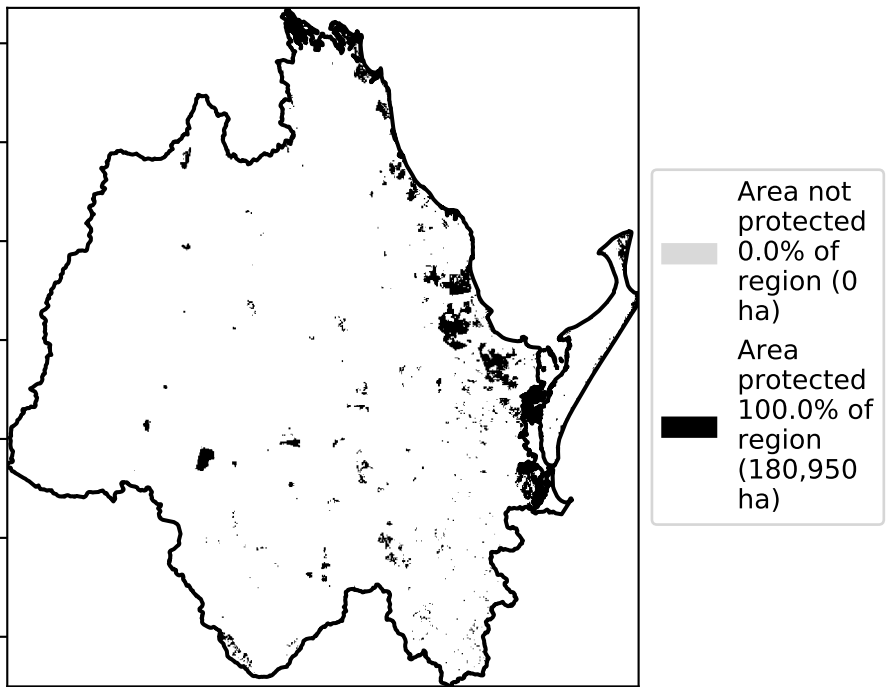 Area not
protected
0.0% of
region (0
ha)
Area
protected
100.0% of
region
(180,950
ha)